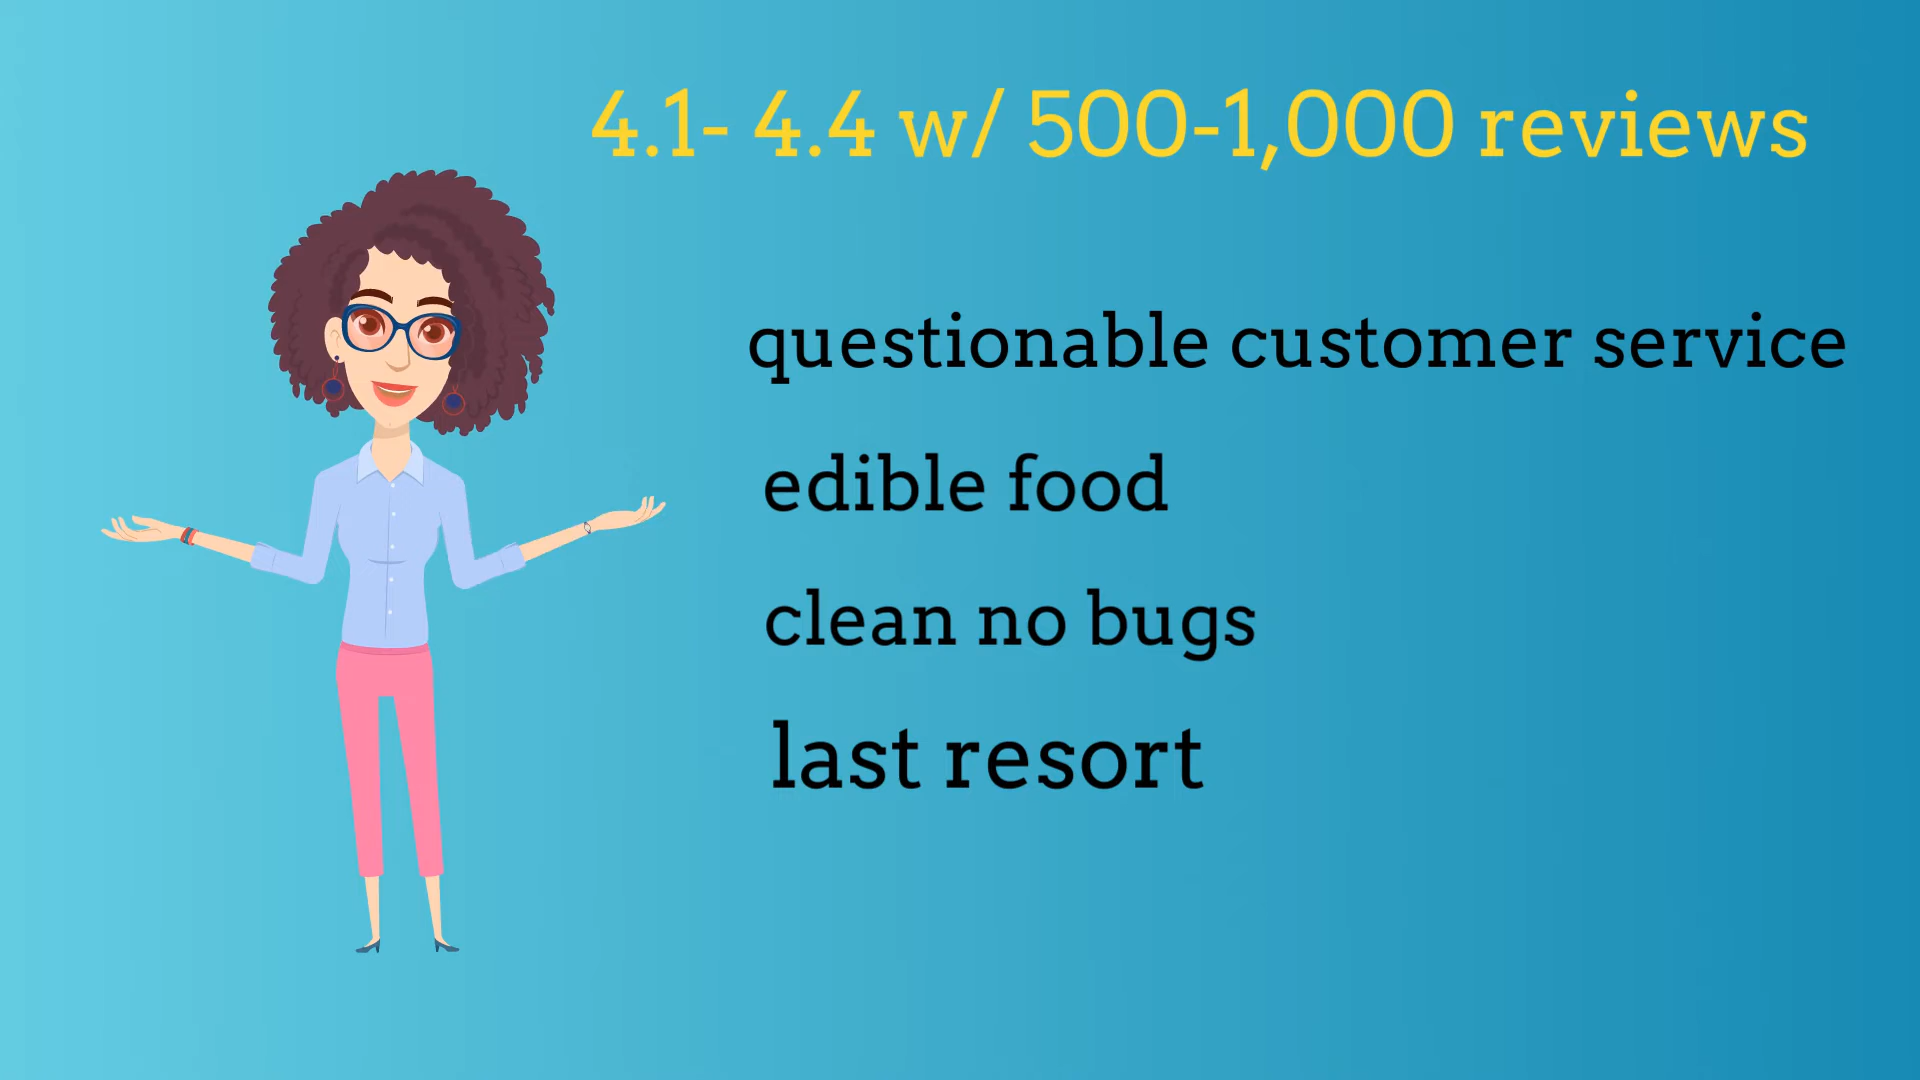 4.1- 4.4 w/ 500-1,000 reviews
questionable customer service
edible food
clean no bugs
last resort